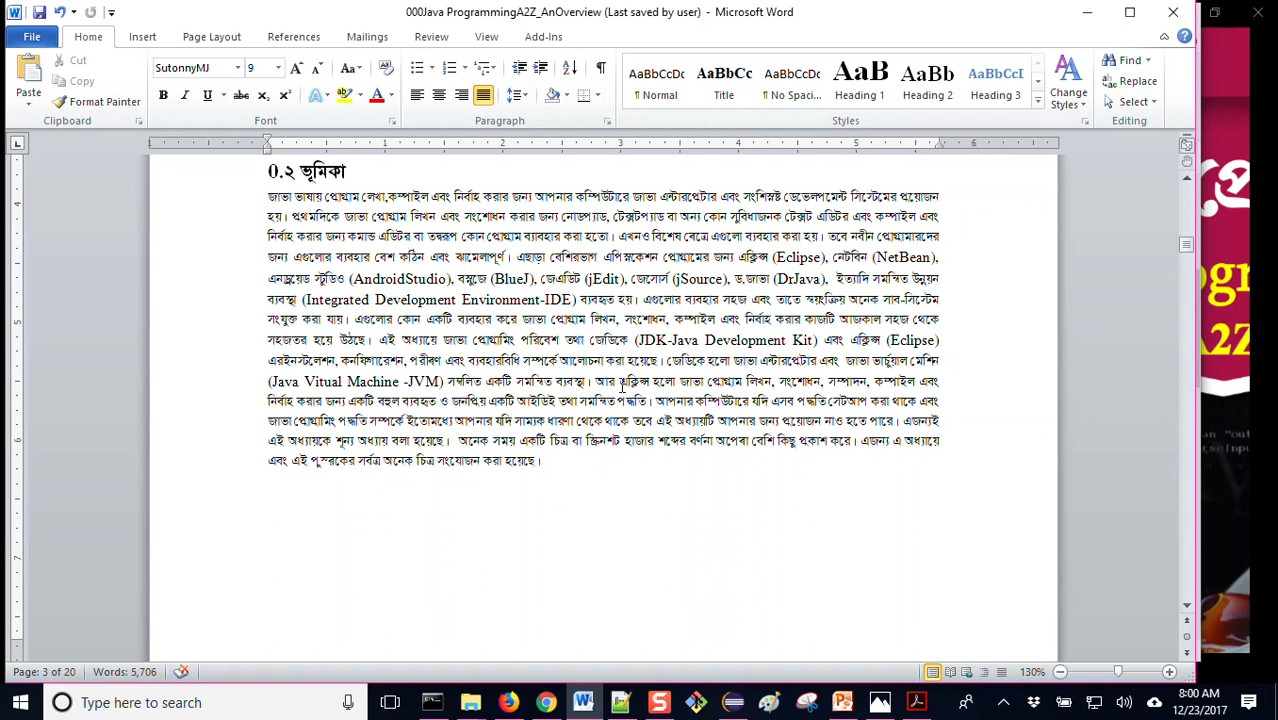 000Java ProgrammingA2Z_AnOverview (Last saved by user) - Microsoft Word
File Home Insert Page Layout References Mailings Review View Add-Ins
Paste Cut Copy Format Painter Clipboard
SutonnyMJ 9 Font
Paragraph
AaBbCcDc ¶ Normal AaBbCc Title AaBbCcDc ¶ No Spaci... AaB Heading 1 AaBb Heading 2 AaBbCcI Heading 3 Change Styles Styles
Find Replace Select Editing
0.২ ভূমিকা
জাভা ভাষায় প্রোগ্রাম লেখা,কম্পাইল এবং নির্বাহ করার জন্য আপনার কম্পিউটারে জাভা এন্টারপ্রেটার এবং সংশিস্নষ্ট ডেভেলপমেন্ট সিস্টেমের প্রয়োজন
হয়। প্রথমদিকে জাভা প্রোগ্রাম লিখন এবং সংশোধন করার জন্য নোডপ্যাড, টেক্সটপ্যাড বা অন্য কোন সুবিধাজনক টেক্সট এডিটর এবং কম্পাইল এবং
নির্বাহ করার জন্য কমান্ড এডিটর বা তদ্বরূপ কোন প্রোগ্রাম ব্যাবহার করা হতো। এখনও বিশেষ ৰেত্রে এগুলো ব্যবহার করা হয়। তবে নবীন প্রোগ্রামারদের
জন্য এগুলোর ব্যবহার বেশ কঠিন এবং ঝামেলাপূর্ণ। এছাড়া বেশিরভাগ এপিস্নকেশন প্রোগ্রামের জন্য এক্লিপ্স (Eclipse), নেটবিন (NetBean),
এনড্রয়েড স্টুডিও (AndroidStudio), বস্নুজে (BlueJ), জেএডিট (jEdit), জেসোর্স (jSource), ড.জাভা (DrJava), ইত্যাদি সমন্বিত উন্নয়ন
ব্যবস্থা (Integrated Development Environment-IDE) ব্যবহৃত হয়। এগুলোর ব্যবহার সহজ এবং তাতে স্বয়ংক্রিয় অনেক সাব-সিস্টেম
সংযুক্ত করা যায়। এগুলোর কোন একটি ব্যবহার করে জাভা প্রোগ্রাম লিখন, সংশোধন, কম্পাইল এবং নির্বাহ করার কাজটি আজকাল সহজ থেকে
সহজতর হয়ে উঠছে। এই অধ্যায়ে জাভা প্রোগ্রামিং পরিবেশ তথা জেডিকে (JDK-Java Development Kit) এবং এক্লিপ্স (Eclipse)
এরইনস্টলেশন, কনফিগারেশন, পরীৰণ এবং ব্যবহারবিধি সম্পর্কে আলোচনা করা হয়েছে। জেডিকে হলো জাভা এন্টারপ্রেটার এবং জাভা ভার্চুয়াল মেশিন
(Java Vitual Machine -JVM) সম্বলিত একটি সমন্বিত ব্যবস্থা। আর এক্লিপ্স হলো জাভা প্রোগ্রাম লিখন, সংশোধন, সম্পাদন, কম্পাইল এবং
নির্বাহ করার জন্য একটি বহুল ব্যবহৃত ও জনপ্রিয় একটি আইডিই তথা সমন্বিত পদ্ধতি। আপনার কম্পিউটারে যদি এসব পদ্ধতি সেটআপ করা থাকে এবং
জাভা প্রোগ্রামিং পদ্ধতি সম্পর্কে ইতোমধ্যে আপনার যদি সাম্যক ধারণা থেকে থাকে তবে এই অধ্যায়টি আপনার জন্য প্রয়োজন নাও হতে পারে। এজন্যই
এই অধ্যায়কে শূন্য অধ্যায় বলা হয়েছে। অনেক সময় একটি চিত্র বা স্ক্রিনশট হাজার শব্দের বর্ণনা অপেৰা বেশি কিছু প্রকাশ করে। এজন্য এ অধ্যায়ে
এবং এই পুস্তকের সর্বত্র অনেক চিত্র সংযোজন করা হয়েছে।
Page: 3 of 20 Words: 5,706 130%
Type here to search
8:00 AM
12/23/2017